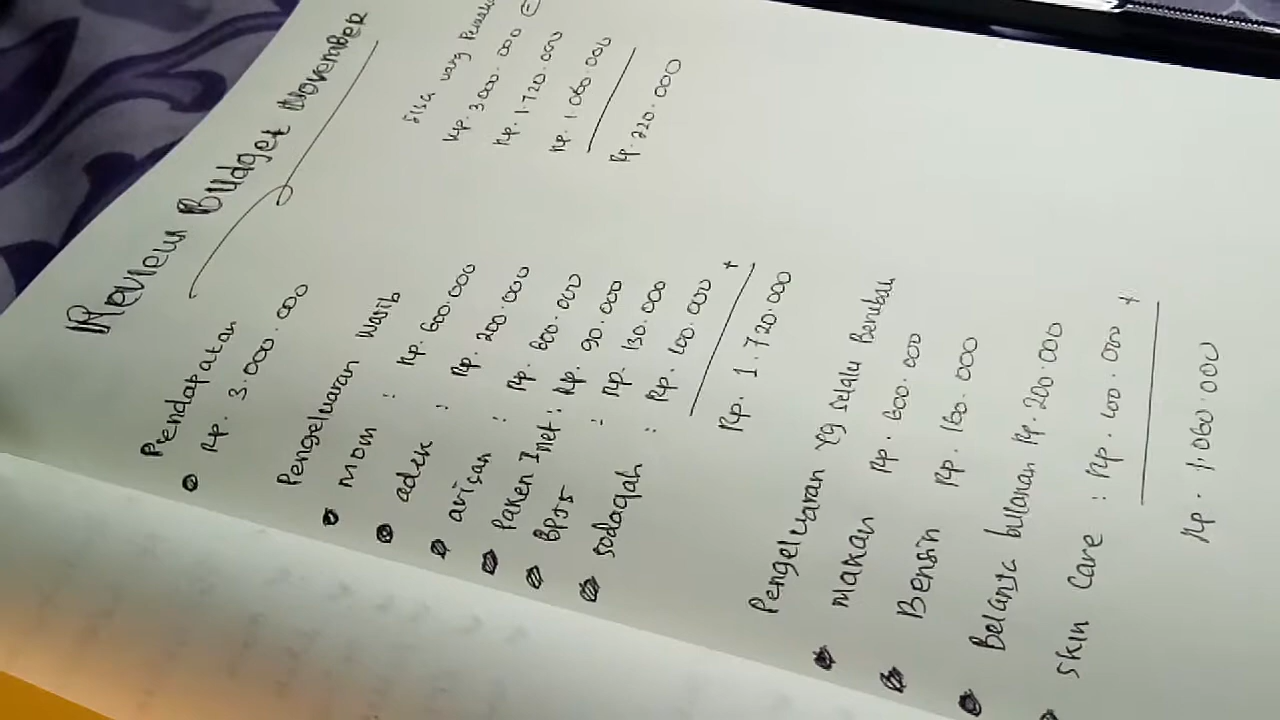 Review Budget November
Pendapatan
Rp. 3.000.000
Pengeluaran Wajib
Mom : Rp. 600.000
adek : Rp. 200.000
arisan : Rp. 600.000
Paken Inet : Rp. 90.000
BPJS : Rp. 130.000
Sodaqah : Rp. 100.000 +
Rp. 1.720.000
Pengeluaran yg selalu Berubah
Makan Rp. 600.000
Bensin Rp. 160.000
Belanja bullanan Rp. 200.000
Skin Care : Rp. 100.000 +
Rp. 1.060.000
Sisa uang
Rp. 3.000.000 -
Rp. 1.720.000
Rp. 1.060.000
Rp. 220.000